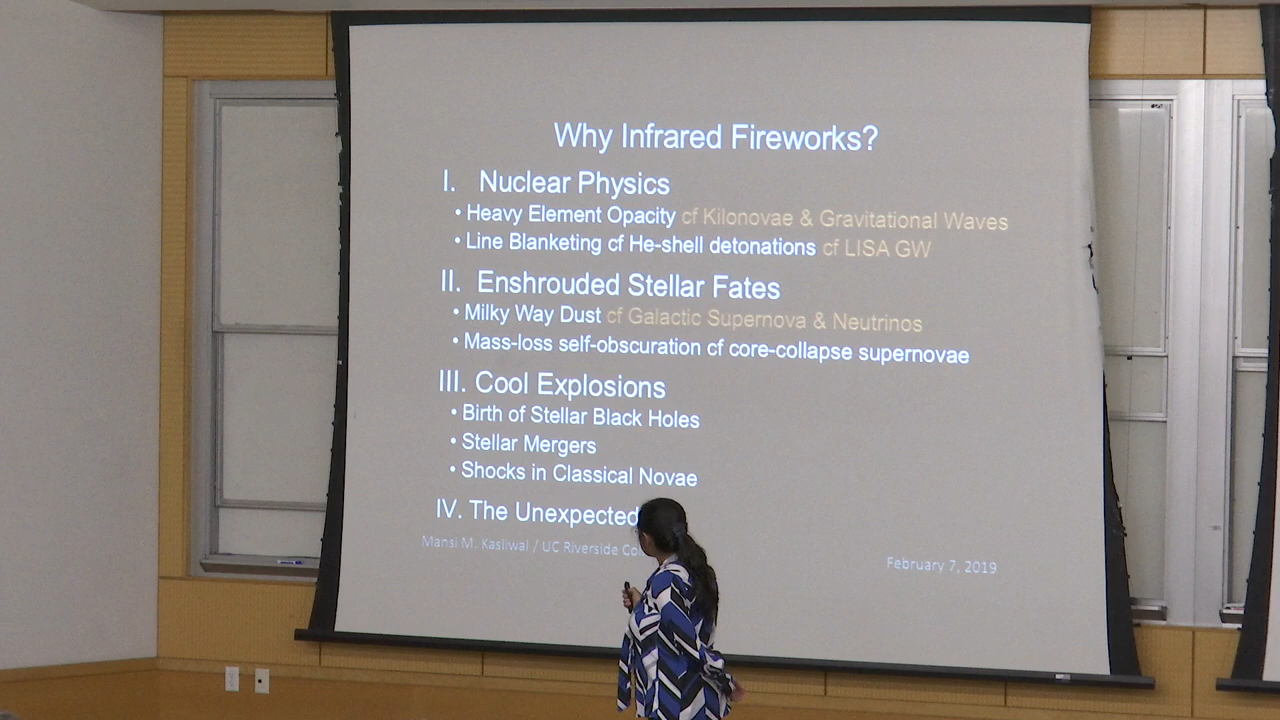 Why Infrared Fireworks?
I. Nuclear Physics
• Heavy Element Opacity cf Kilonovae & Gravitational Waves
• Line Blanketing cf He-shell detonations cf LISA GW
II. Enshrouded Stellar Fates
• Milky Way Dust cf Galactic Supernova & Neutrinos
• Mass-loss self-obscuration cf core-collapse supernovae
III. Cool Explosions
• Birth of Stellar Black Holes
• Stellar Mergers
• Shocks in Classical Novae
IV. The Unexpected
Mansi M. Kasliwal / UC Riverside
February 7, 2019